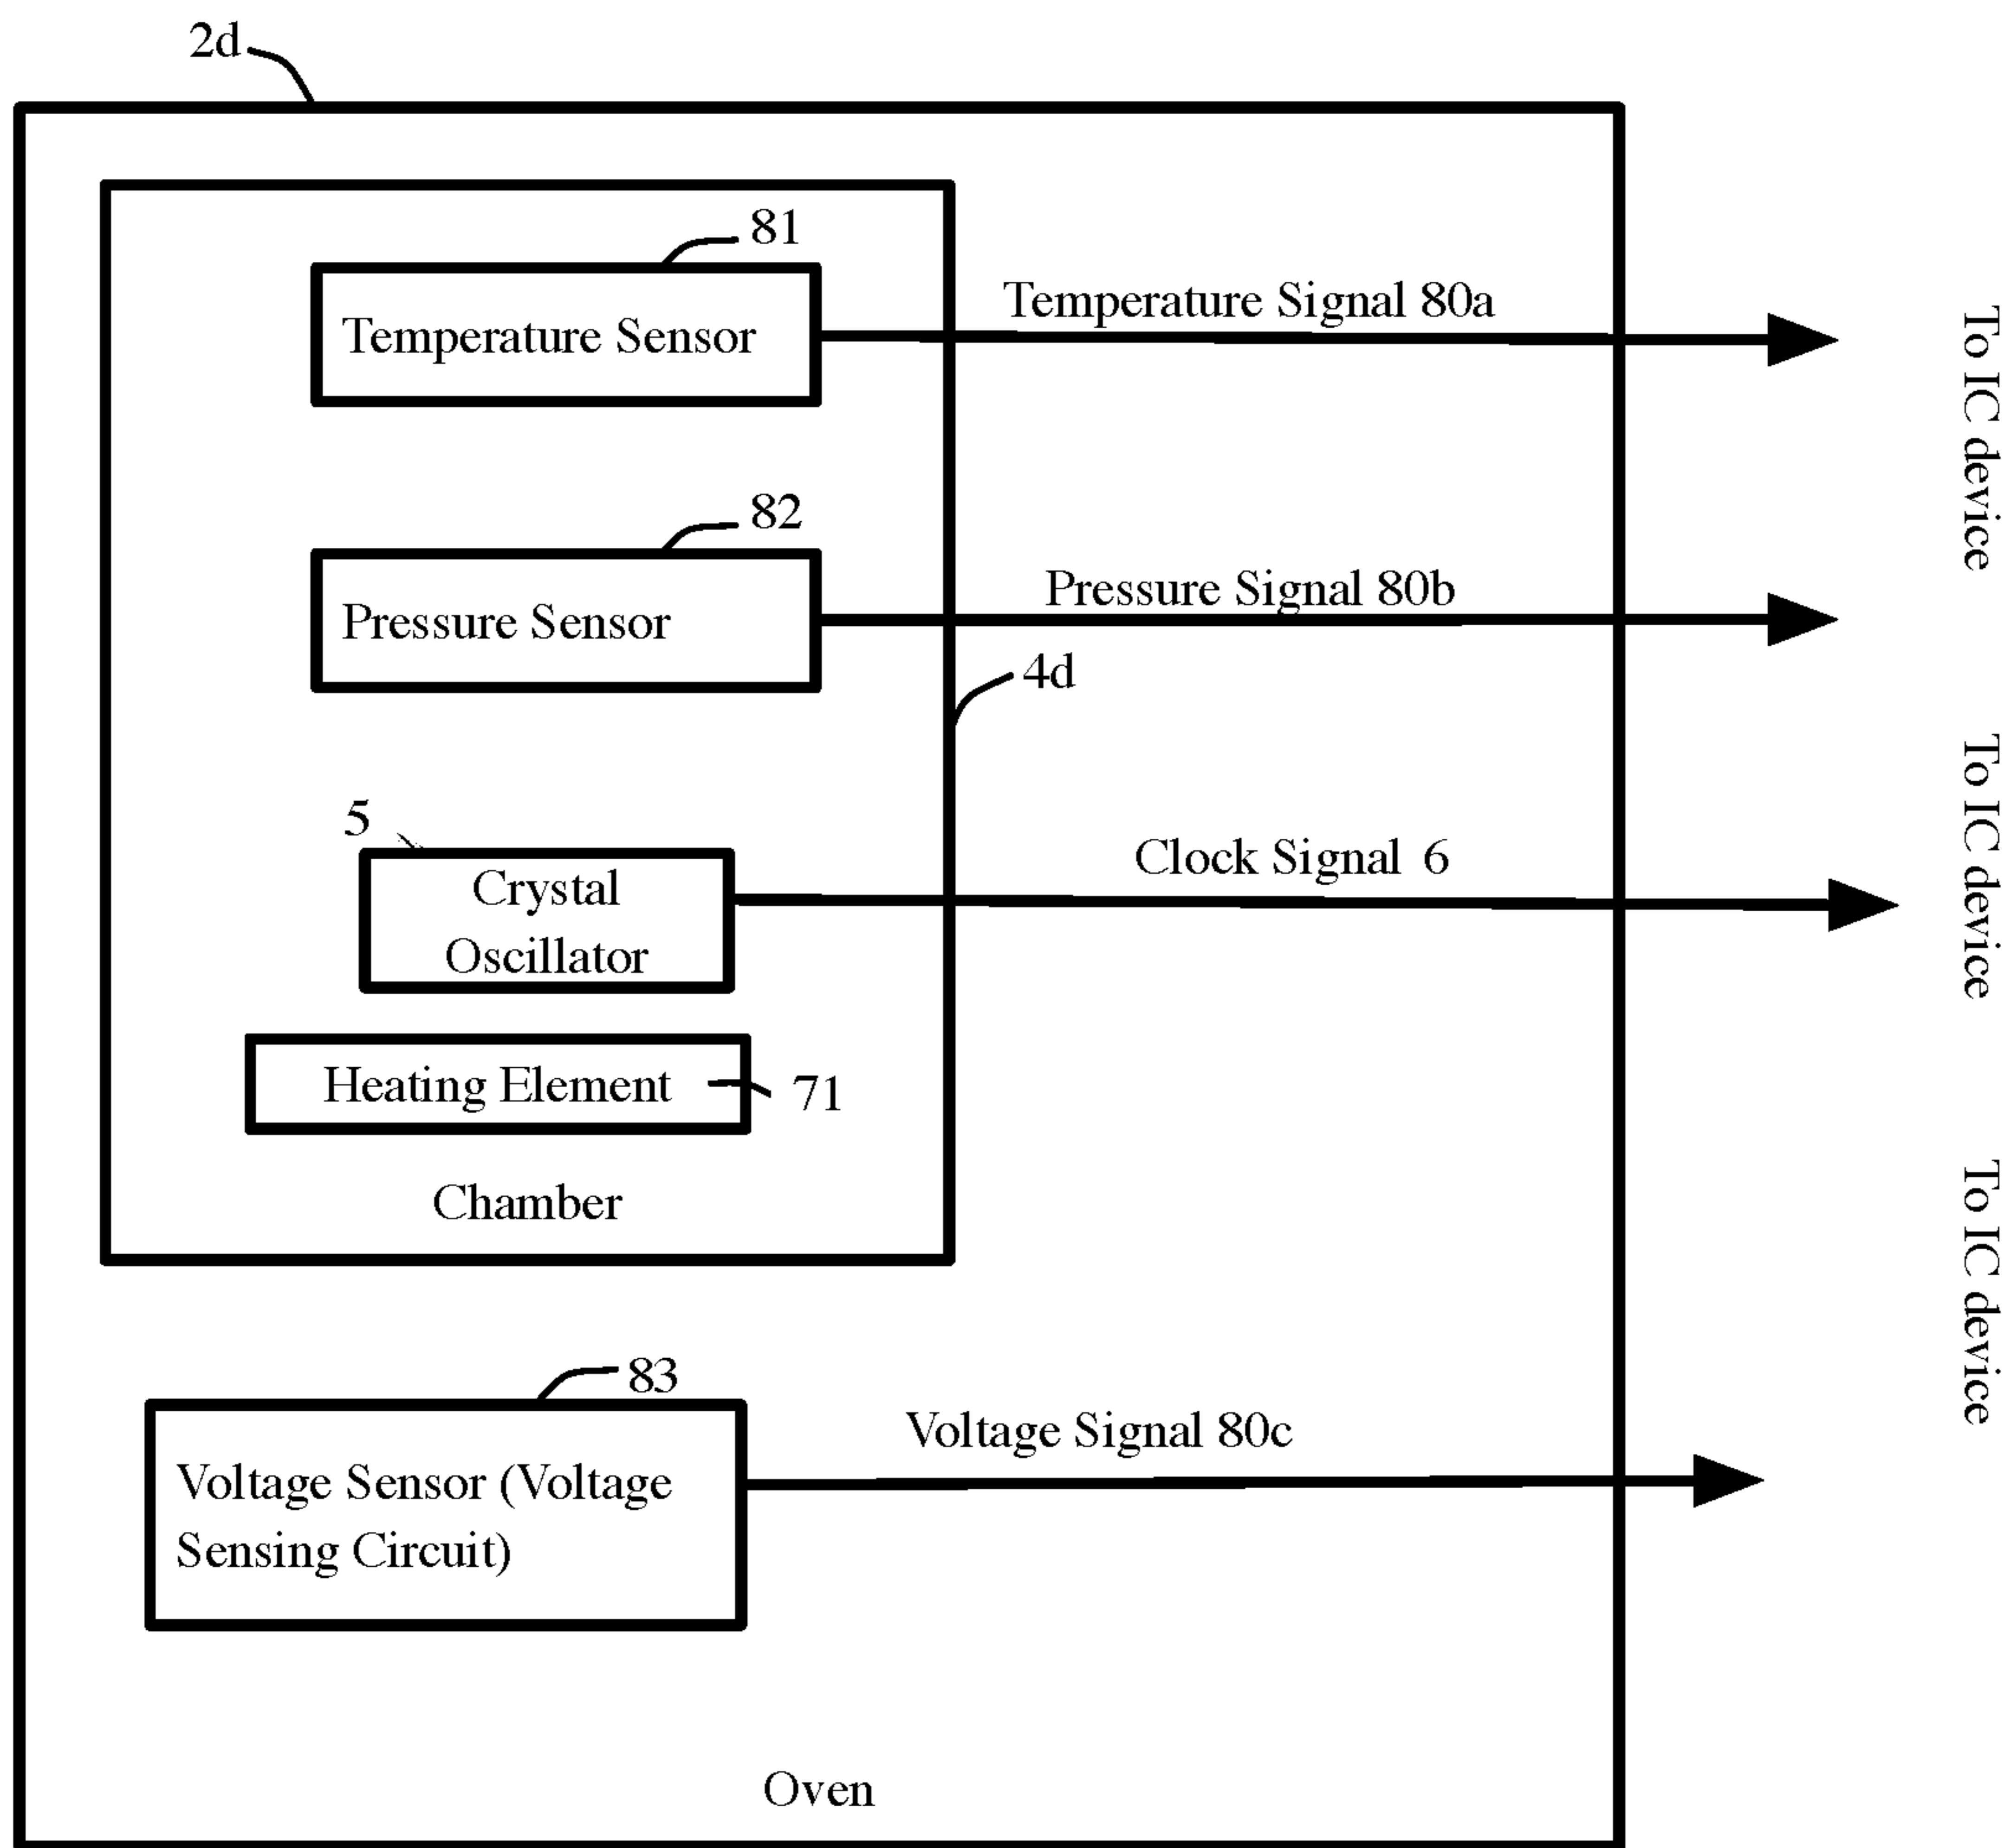 2d
81
Temperature Sensor
Temperature Signal 80a
To IC device
82
Pressure Sensor
Pressure Signal 80b
4d
To IC device
5
Crystal
Oscillator
Clock Signal 6
Heating Element
71
Chamber
To IC device
83
Voltage Sensor (Voltage
Sensing Circuit)
Voltage Signal 80c
Oven